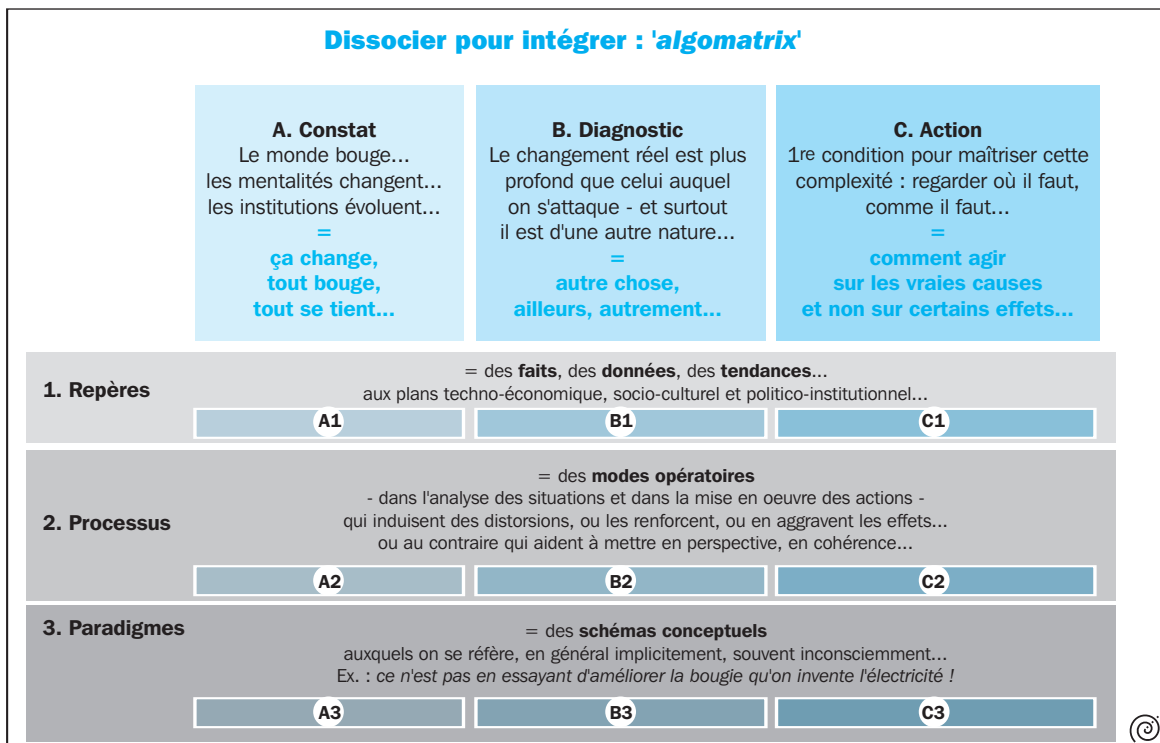 Dissocier pour intégrer : 'algomatrix'
A. Constat
Le monde bouge...
les mentalités changent...
les institutions évoluent...
=
ça change,
tout bouge,
tout se tient...
B. Diagnostic
Le changement réel est plus
profond que celui auquel
on s'attaque - et surtout
il est d'une autre nature...
=
autre chose,
ailleurs, autrement...
C. Action
1re condition pour maîtriser cette
complexité : regarder où il faut,
comme il faut...
=
comment agir
sur les vraies causes
et non sur certains effets...
1. Repères
= des faits, des données, des tendances...
aux plans techno-économique, socio-culturel et politico-institutionnel...
A1 B1 C1
2. Processus
= des modes opératoires
- dans l'analyse des situations et dans la mise en oeuvre des actions -
qui induisent des distorsions, ou les renforcent, ou en aggravent les effets...
ou au contraire qui aident à mettre en perspective, en cohérence...
A2 B2 C2
3. Paradigmes
= des schémas conceptuels
auxquels on se réfère, en général implicitement, souvent inconsciemment...
Ex. : ce n'est pas en essayant d'améliorer la bougie qu'on invente l'électricité !
A3 B3 C3